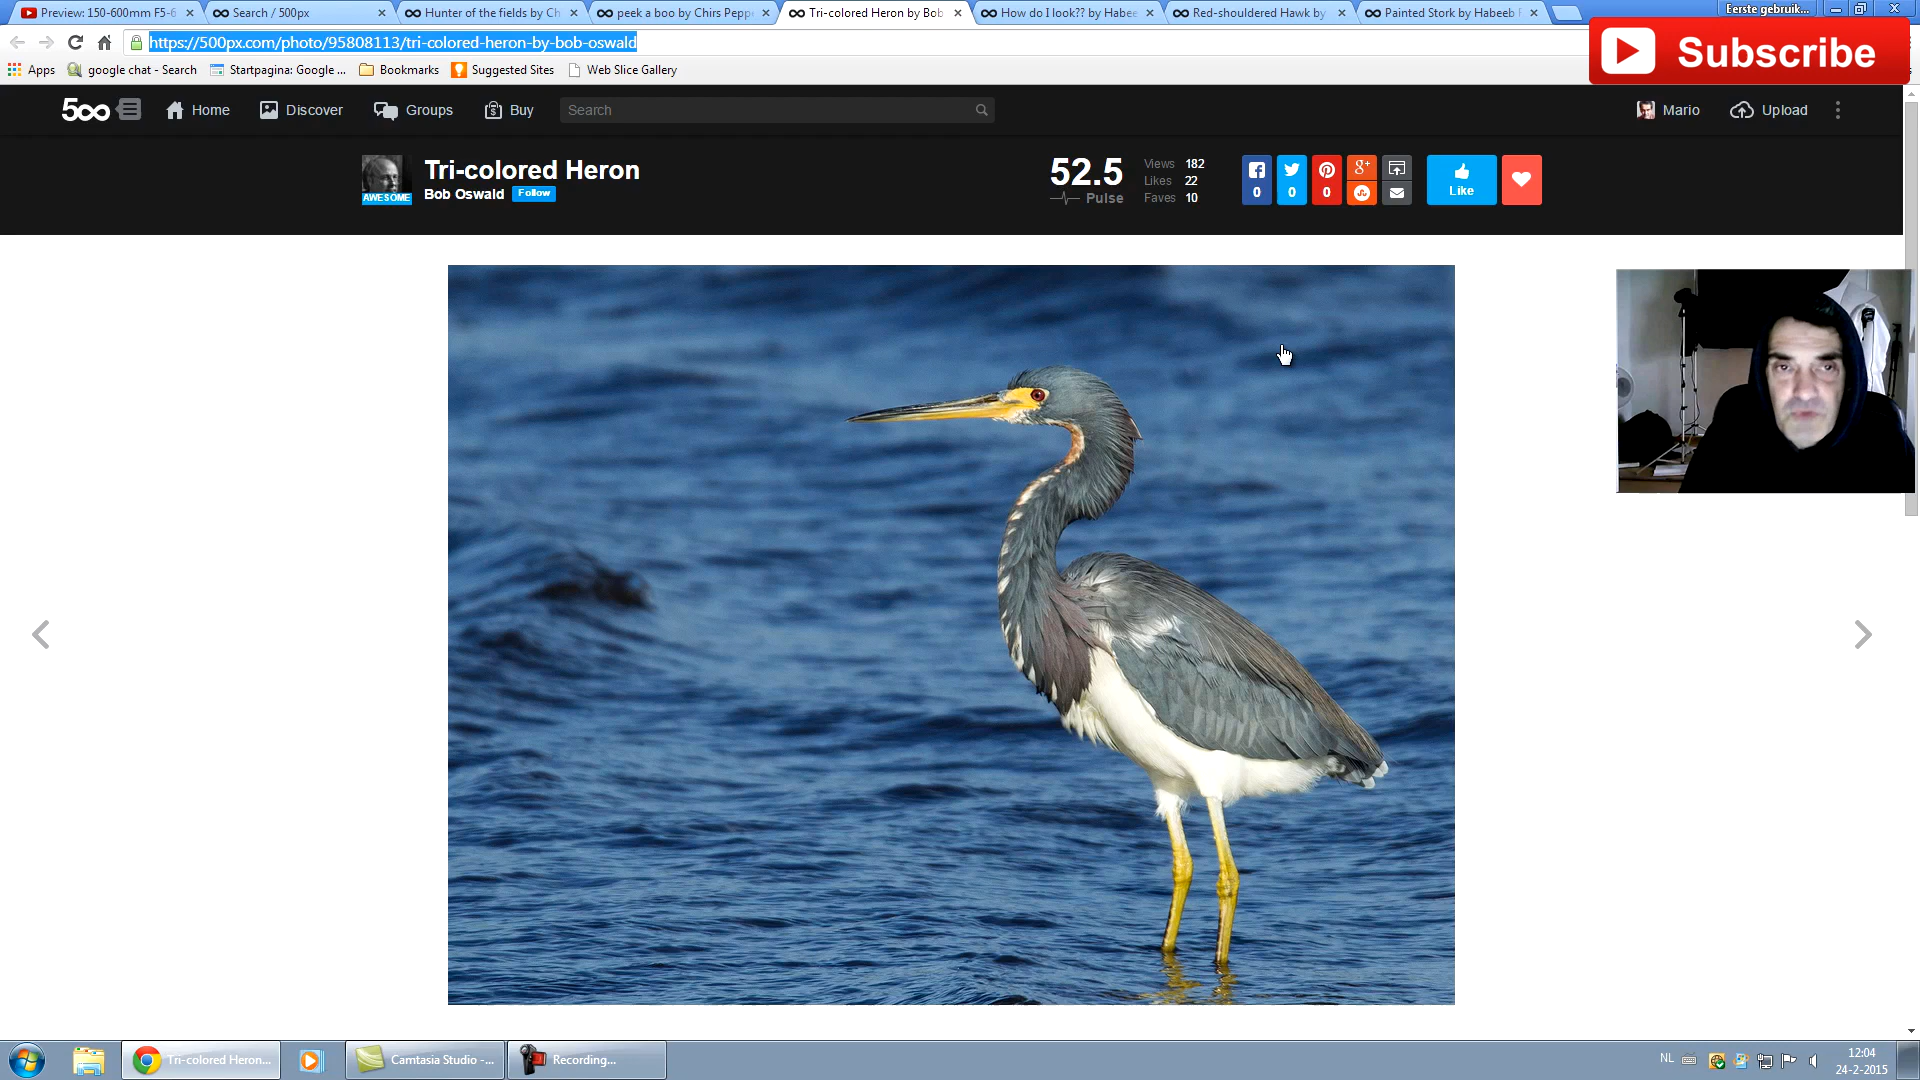 Preview: 150-600mm F5-6
Search / 500px
Hunter of the fields by Ch
peek a boo by Chirs Pepp
Tri-colored Heron by Bob
How do I look?? by Habee
Red-shouldered Hawk by
Painted Stork by Habeeb
Eerste gebruik...
https://500px.com/photo/95808113/tri-colored-heron-by-bob-oswald
Subscribe
Apps
google chat - Search
Startpagina: Google ...
Bookmarks
Suggested Sites
Web Slice Gallery
500
Home
Discover
Groups
Buy
Search
Mario
Upload
Tri-colored Heron
Bob Oswald
Follow
AWESOME
52.5
Pulse
Views 182
Likes 22
Faves 10
0
0
0
g+
Like
Tri-colored Heron...
Camtasia Studio -...
Recording...
NL
12:04
24-2-2015